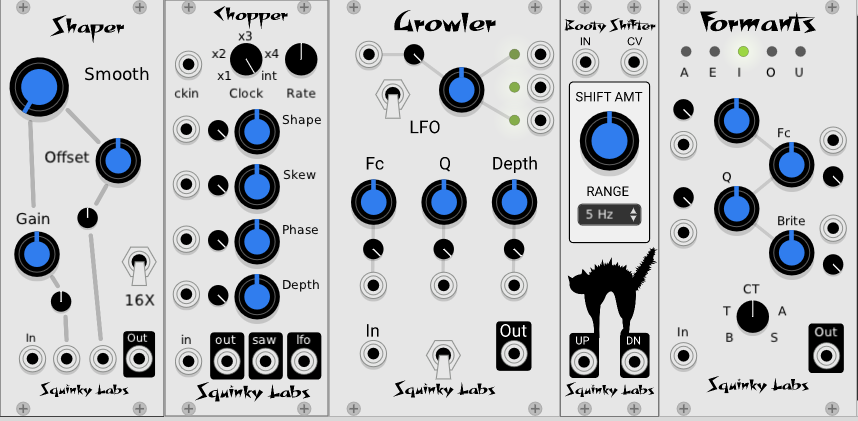 Shaper
Smooth
Offset
Gain
16X
In
Out
Squinky Labs
Chopper
x3
x2
x4
x1
int
ckin
Clock
Rate
Shape
Skew
Phase
Depth
in
out
saw
lfo
Squinky Labs
Growler
LFO
Fc
Q
Depth
In
Out
Squinky Labs
Booty Shifter
IN
CV
SHIFT AMT
RANGE
5 Hz
UP
DN
Squinky Labs
Formants
A E I O U
Fc
Q
Brite
CT
T
A
B
S
In
Out
Squinky Labs